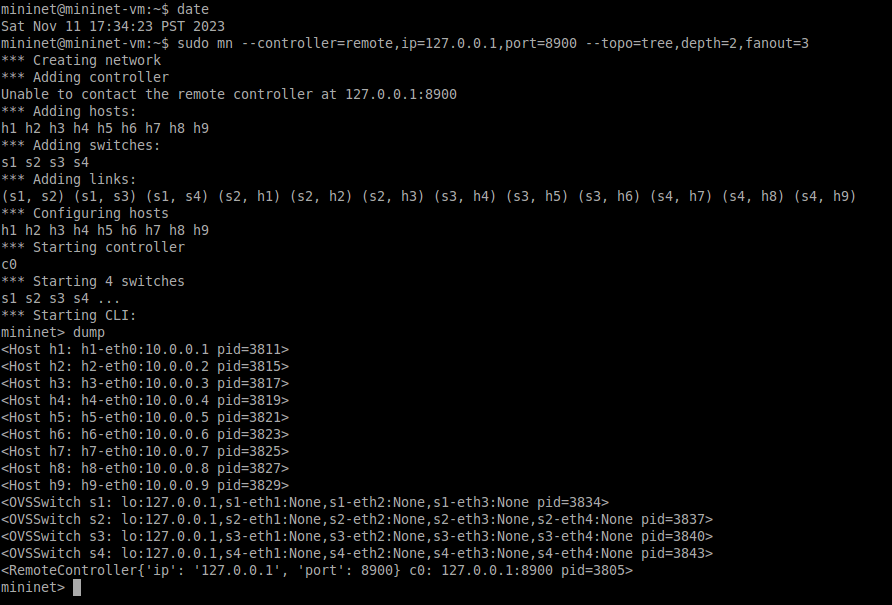 mininet@mininet-vm:~$ date
Sat Nov 11 17:34:23 PST 2023
mininet@mininet-vm:~$ sudo mn --controller=remote,ip=127.0.0.1,port=8900 --topo=tree,depth=2,fanout=3
*** Creating network
*** Adding controller
Unable to contact the remote controller at 127.0.0.1:8900
*** Adding hosts:
h1 h2 h3 h4 h5 h6 h7 h8 h9
*** Adding switches:
s1 s2 s3 s4
*** Adding links:
(s1, s2) (s1, s3) (s1, s4) (s2, h1) (s2, h2) (s2, h3) (s3, h4) (s3, h5) (s3, h6) (s4, h7) (s4, h8) (s4, h9)
*** Configuring hosts
h1 h2 h3 h4 h5 h6 h7 h8 h9
*** Starting controller
c0
*** Starting 4 switches
s1 s2 s3 s4 ...
*** Starting CLI:
mininet> dump
<Host h1: h1-eth0:10.0.0.1 pid=3811>
<Host h2: h2-eth0:10.0.0.2 pid=3815>
<Host h3: h3-eth0:10.0.0.3 pid=3817>
<Host h4: h4-eth0:10.0.0.4 pid=3819>
<Host h5: h5-eth0:10.0.0.5 pid=3821>
<Host h6: h6-eth0:10.0.0.6 pid=3823>
<Host h7: h7-eth0:10.0.0.7 pid=3825>
<Host h8: h8-eth0:10.0.0.8 pid=3827>
<Host h9: h9-eth0:10.0.0.9 pid=3829>
<OVSSwitch s1: lo:127.0.0.1,s1-eth1:None,s1-eth2:None,s1-eth3:None pid=3834>
<OVSSwitch s2: lo:127.0.0.1,s2-eth1:None,s2-eth2:None,s2-eth3:None,s2-eth4:None pid=3837>
<OVSSwitch s3: lo:127.0.0.1,s3-eth1:None,s3-eth2:None,s3-eth3:None,s3-eth4:None pid=3840>
<OVSSwitch s4: lo:127.0.0.1,s4-eth1:None,s4-eth2:None,s4-eth3:None,s4-eth4:None pid=3843>
<RemoteController{'ip': '127.0.0.1', 'port': 8900} c0: 127.0.0.1:8900 pid=3805>
mininet>